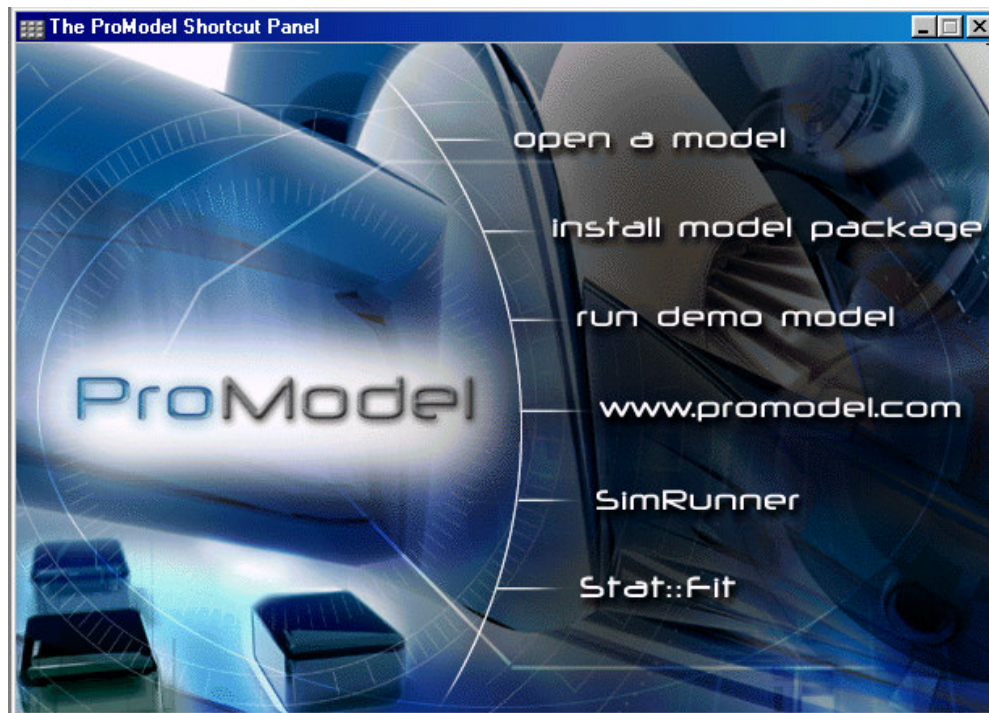 The ProModel Shortcut Panel
open a model
install model package
run demo model
ProModel
www.promodel.com
SimRunner
Stat::Fit